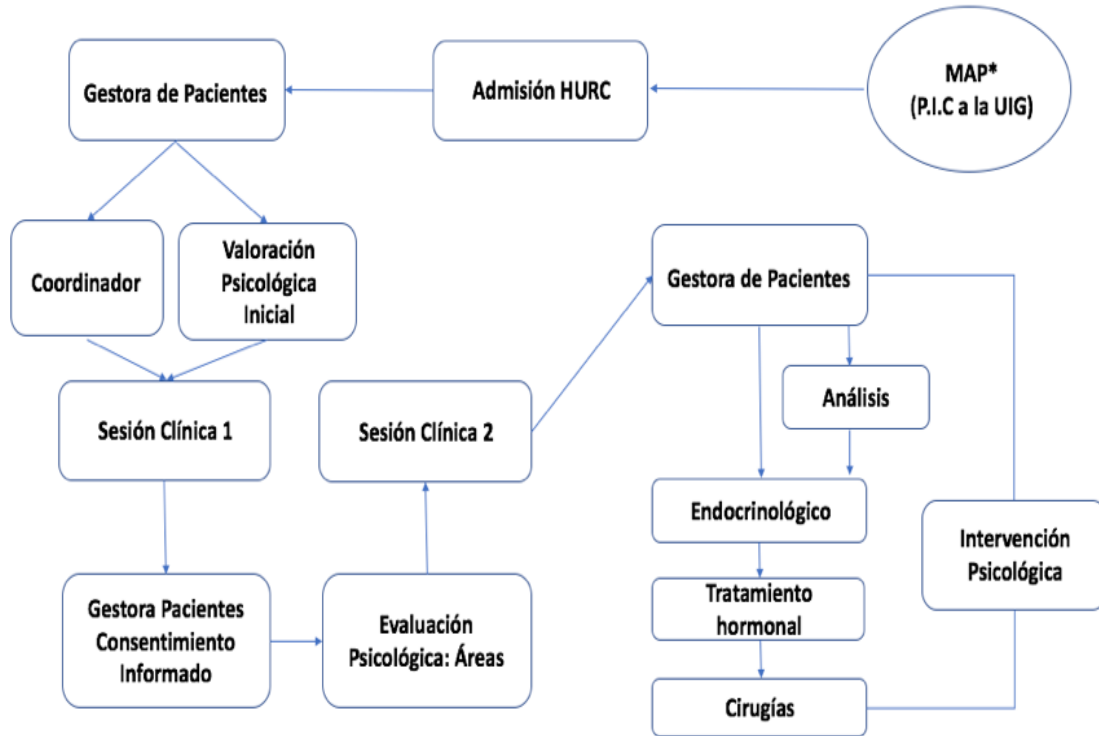 MAP*
(P.I.C a la UIG)
Admisión HURC
Gestora de Pacientes
Coordinador
Valoración
Psicológica
Inicial
Sesión Clínica 1
Gestora Pacientes
Consentimiento
Informado
Evaluación
Psicológica: Áreas
Sesión Clínica 2
Gestora de Pacientes
Análisis
Endocrinológico
Tratamiento
hormonal
Cirugías
Intervención
Psicológica